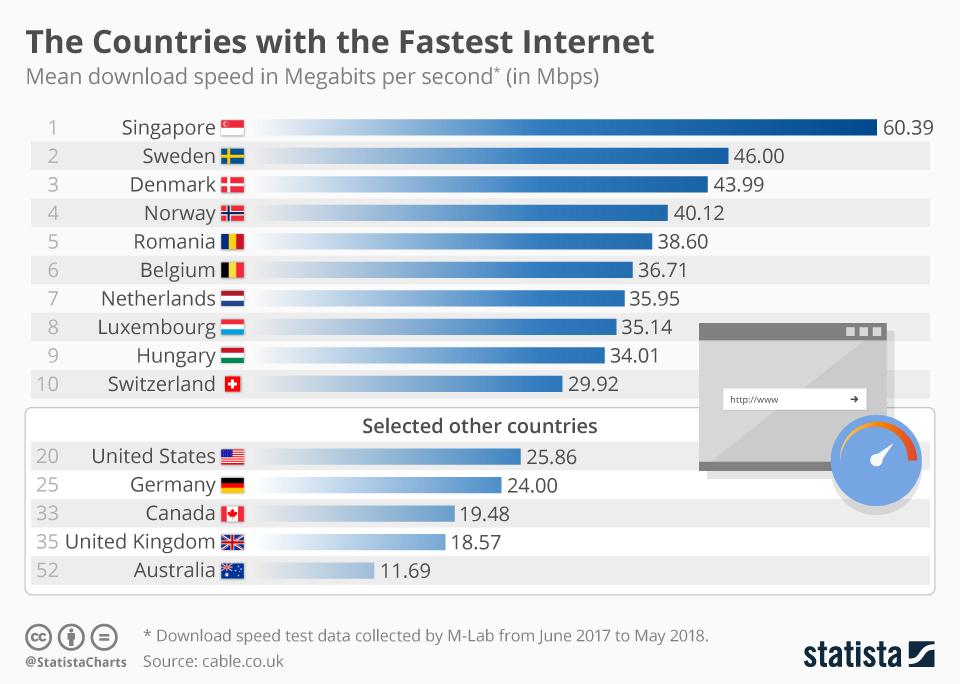 The Countries with the Fastest Internet
Mean download speed in Megabits per second* (in Mbps)
1 Singapore 60.39
2 Sweden 46.00
3 Denmark 43.99
4 Norway 40.12
5 Romania 38.60
6 Belgium 36.71
7 Netherlands 35.95
8 Luxembourg 35.14
9 Hungary 34.01
10 Switzerland 29.92
http://www
Selected other countries
20 United States 25.86
25 Germany 24.00
33 Canada 19.48
35 United Kingdom 18.57
52 Australia 11.69
cc
@StatistaCharts
* Download speed test data collected by M-Lab from June 2017 to May 2018.
Source: cable.co.uk
statista